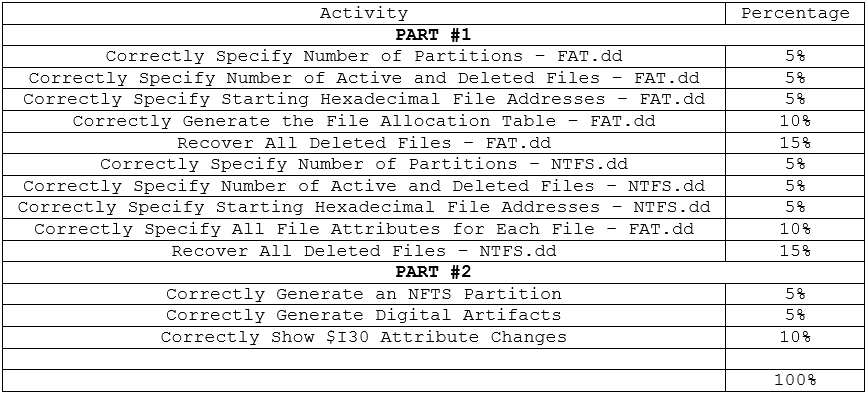 Activity Percentage
PART #1
Correctly Specify Number of Partitions – FAT.dd 5%
Correctly Specify Number of Active and Deleted Files – FAT.dd 5%
Correctly Specify Starting Hexadecimal File Addresses – FAT.dd 5%
Correctly Generate the File Allocation Table – FAT.dd 10%
Recover All Deleted Files – FAT.dd 15%
Correctly Specify Number of Partitions – NTFS.dd 5%
Correctly Specify Number of Active and Deleted Files – NTFS.dd 5%
Correctly Specify Starting Hexadecimal File Addresses – NTFS.dd 5%
Correctly Specify All File Attributes for Each File – FAT.dd 10%
Recover All Deleted Files – NTFS.dd 15%
PART #2
Correctly Generate an NFTS Partition 5%
Correctly Generate Digital Artifacts 5%
Correctly Show $I30 Attribute Changes 10%
100%